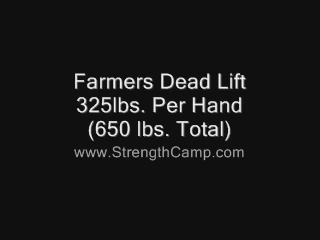 Farmers Dead Lift
325lbs. Per Hand
(650 lbs. Total)
www.StrengthCamp.com